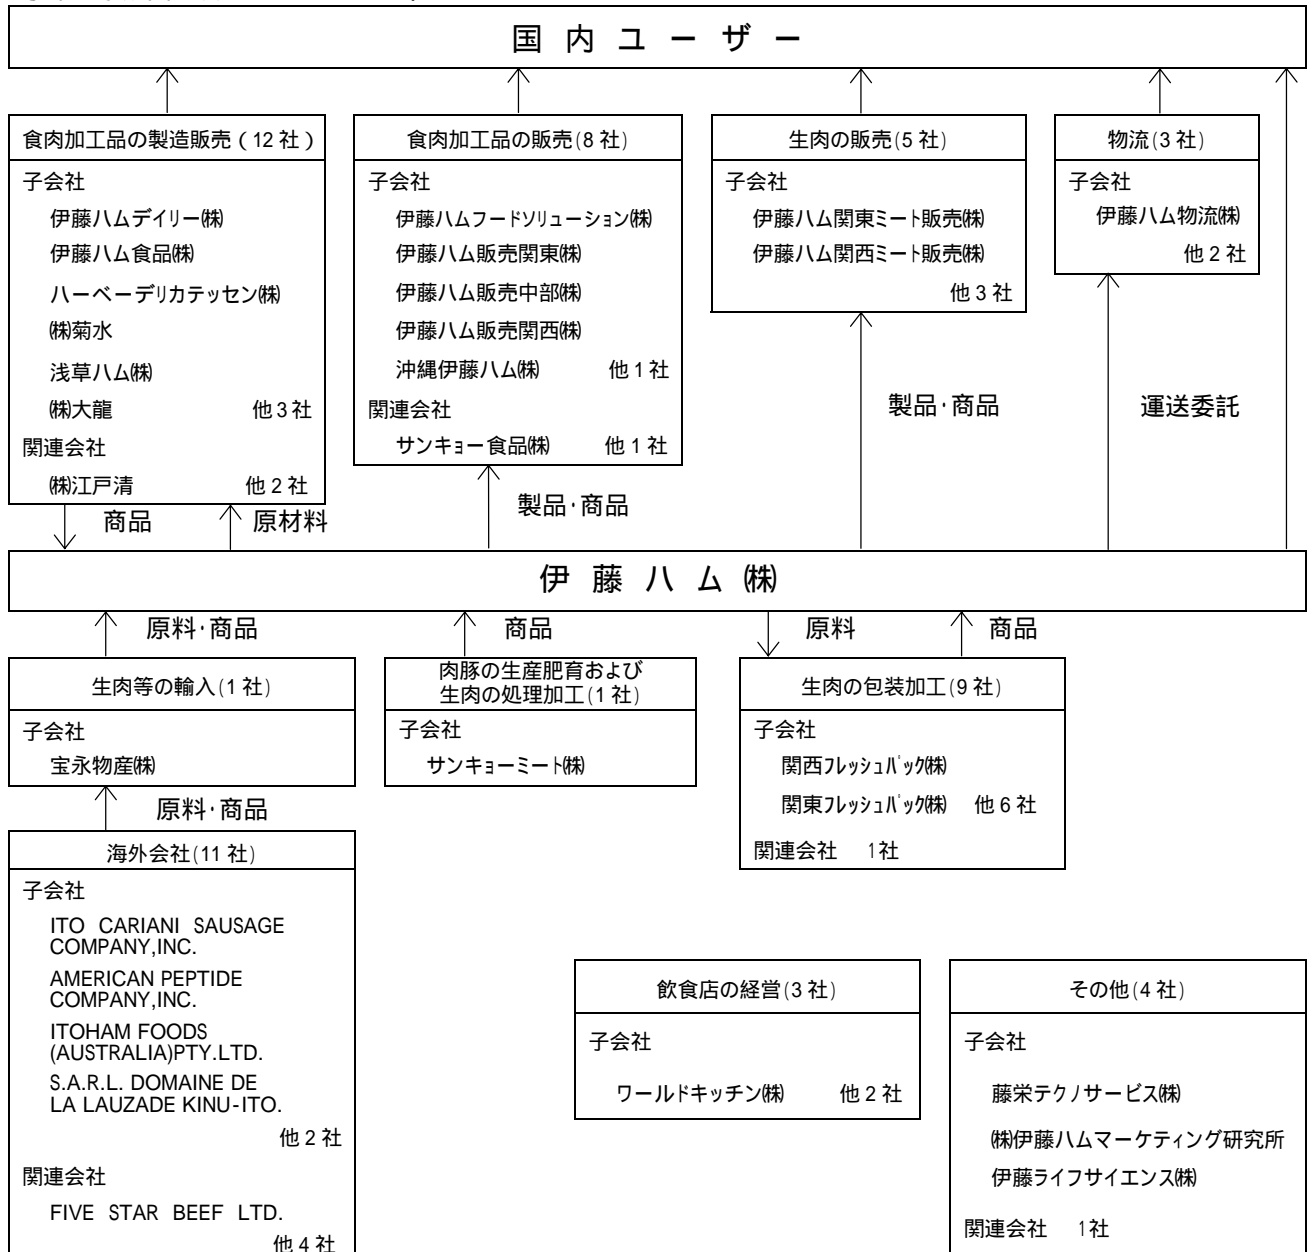 国内ユーザー
食肉加工品の製造販売(12社)
子会社
伊藤ハムデイリー㈱
伊藤ハム食品㈱
ハーベーデリカテッセン㈱
㈱菊水
浅草ハム㈱
㈱大龍 他3社
関連会社
㈱江戸清 他2社
食肉加工品の販売(8社)
子会社
伊藤ハムフードソリューション㈱
伊藤ハム販売関東㈱
伊藤ハム販売中部㈱
伊藤ハム販売関西㈱
沖縄伊藤ハム㈱ 他1社
関連会社
サンキョー食品㈱ 他1社
生肉の販売(5社)
子会社
伊藤ハム関東ミート販売㈱
伊藤ハム関西ミート販売㈱
他3社
物流(3社)
子会社
伊藤ハム物流㈱
他2社
商品
原材料
製品・商品
製品・商品
運送委託
伊藤ハム㈱
原料・商品
商品
原料
商品
生肉等の輸入(1社)
子会社
宝永物産㈱
肉豚の生産肥育および
生肉の処理加工(1社)
子会社
サンキョーミート㈱
生肉の包装加工(9社)
子会社
関西フレッシュパック㈱
関東フレッシュパック㈱ 他6社
関連会社 1社
原料・商品
海外会社(11社)
子会社
ITO CARIANI SAUSAGE
COMPANY,INC.
AMERICAN PEPTIDE
COMPANY,INC.
ITOHAM FOODS
(AUSTRALIA)PTY.LTD.
S.A.R.L. DOMAINE DE
LA LAUZADE KINU-ITO.
他2社
関連会社
FIVE STAR BEEF LTD.
他4社
飲食店の経営(3社)
子会社
ワールドキッチン㈱ 他2社
その他(4社)
子会社
藤栄テクノサービス㈱
㈱伊藤ハムマーケティング研究所
伊藤ライフサイエンス㈱
関連会社 1社